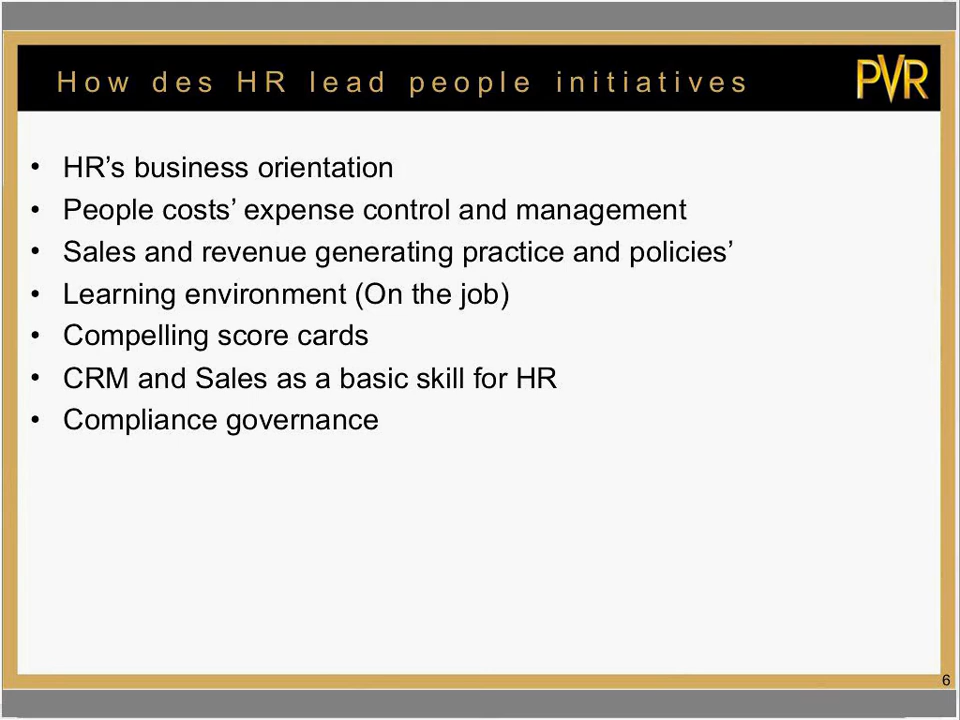 How des HR lead people initiatives
PVR
• HR’s business orientation
• People costs’ expense control and management
• Sales and revenue generating practice and policies’
• Learning environment (On the job)
• Compelling score cards
• CRM and Sales as a basic skill for HR
• Compliance governance
6